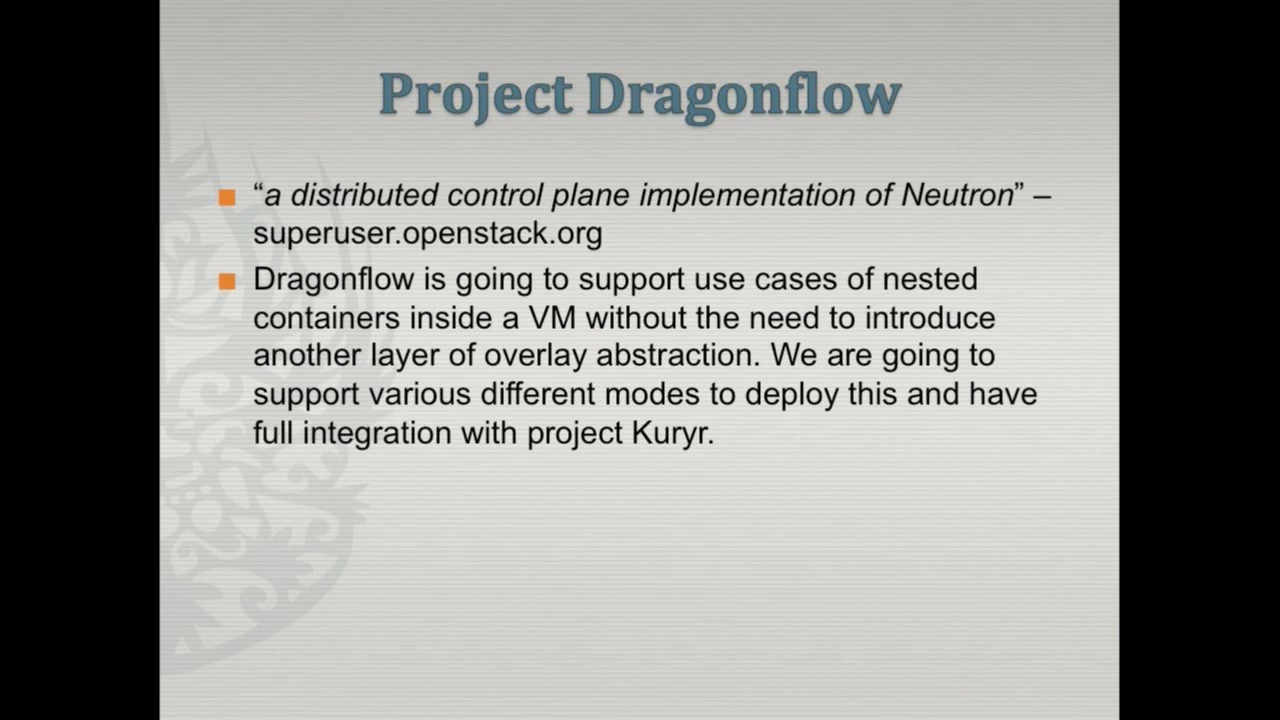 Project Dragonflow
“a distributed control plane implementation of Neutron” –
superuser.openstack.org
Dragonflow is going to support use cases of nested
containers inside a VM without the need to introduce
another layer of overlay abstraction. We are going to
support various different modes to deploy this and have
full integration with project Kuryr.